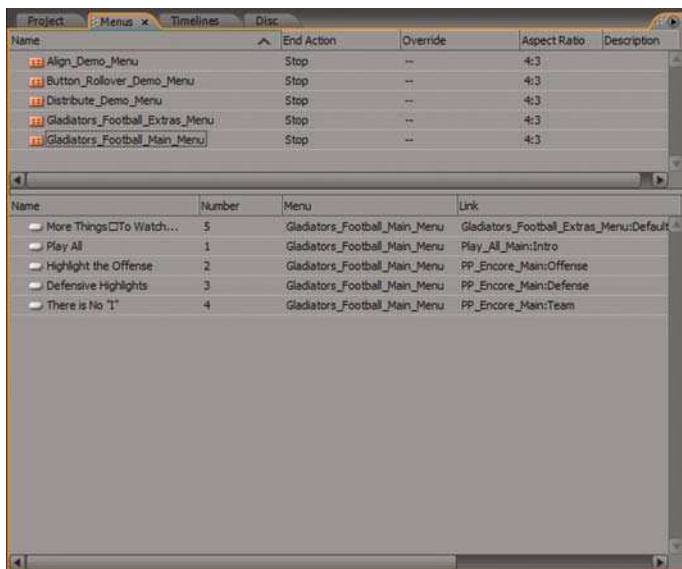 Project Menus × Timelines Disc
Name End Action Override Aspect Ratio Description
Align_Demo_Menu Stop -- 4:3
Button_Rollover_Demo_Menu Stop -- 4:3
Distribute_Demo_Menu Stop -- 4:3
Gladiators_Football_Extras_Menu Stop -- 4:3
Gladiators_Football_Main_Menu Stop -- 4:3
Name Number Menu Link
More Things□To Watch... 5 Gladiators_Football_Main_Menu Gladiators_Football_Extras_Menu:Default
Play All 1 Gladiators_Football_Main_Menu Play_All_Main:Intro
Highlight the Offense 2 Gladiators_Football_Main_Menu PP_Encore_Main:Offense
Defensive Highlights 3 Gladiators_Football_Main_Menu PP_Encore_Main:Defense
There is No "I" 4 Gladiators_Football_Main_Menu PP_Encore_Main:Team